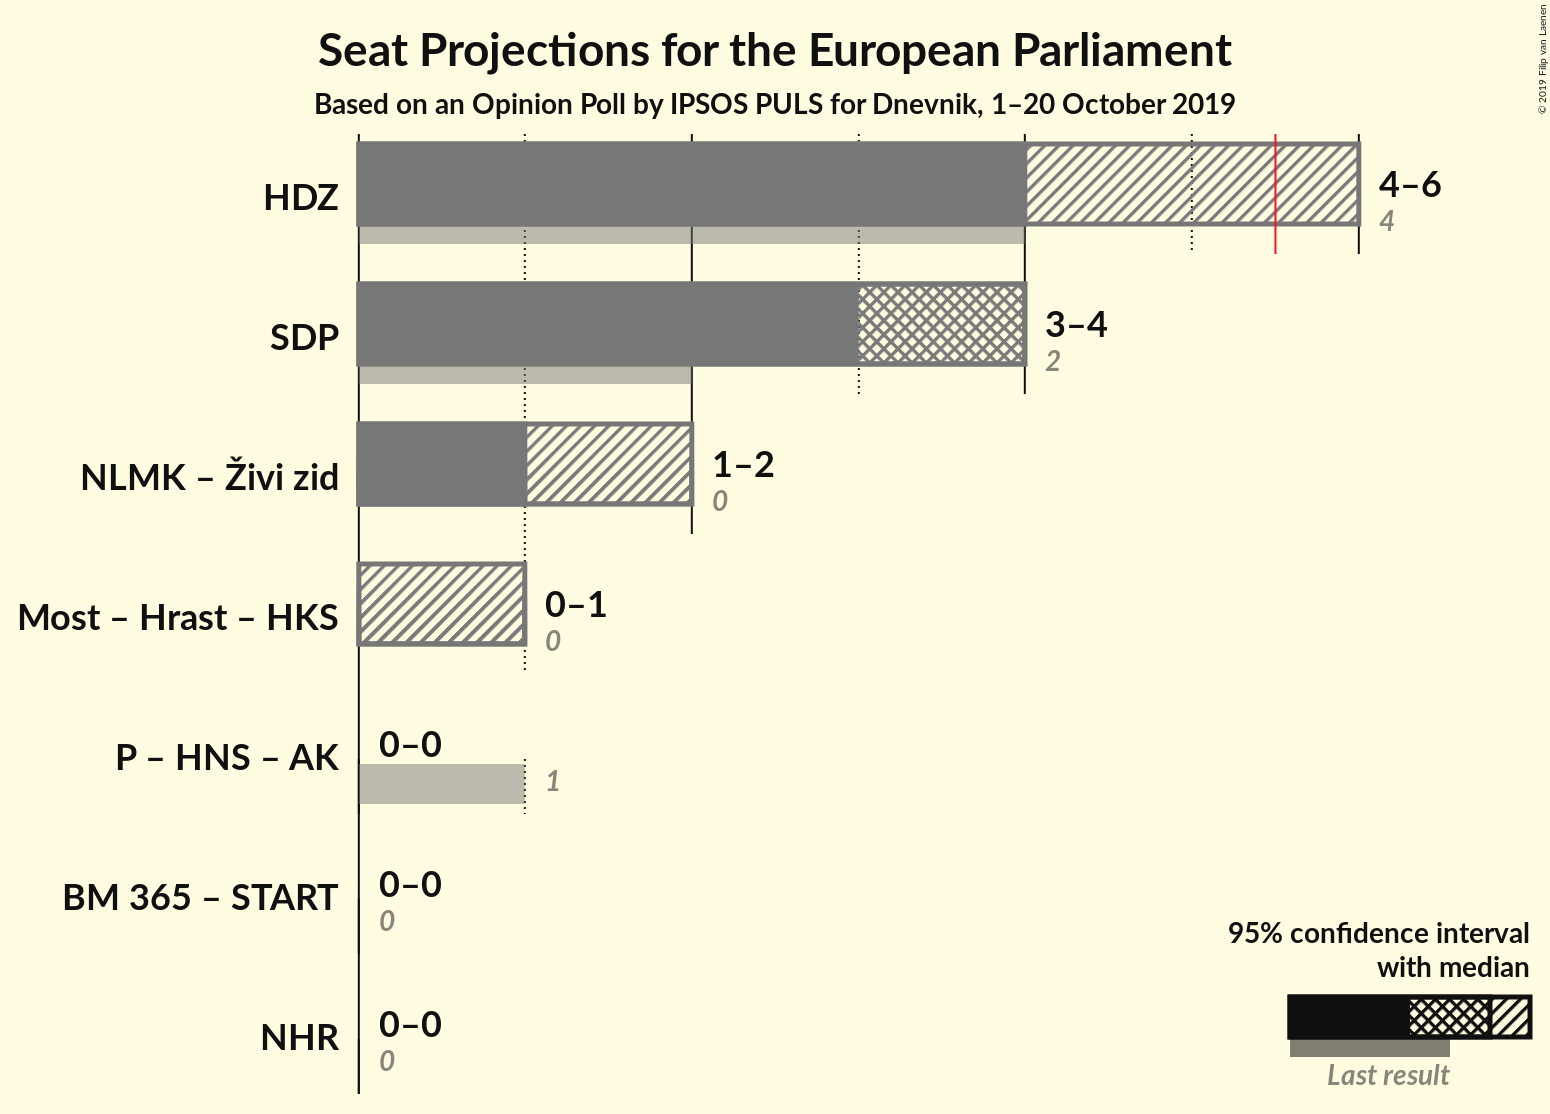 Seat Projections for the European Parliament
Based on an Opinion Poll by IPSOS PULS for Dnevnik, 1–20 October 2019
© 2019 Filip van Laenen
HDZ
4–6
4
SDP
3–4
2
NLMK – Živi zid
1–2
0
Most – Hrast – HKS
0–1
0
P – HNS – AK
0–0
1
BM 365 – START
0–0
0
NHR
0–0
0
95% confidence interval
with median
Last result